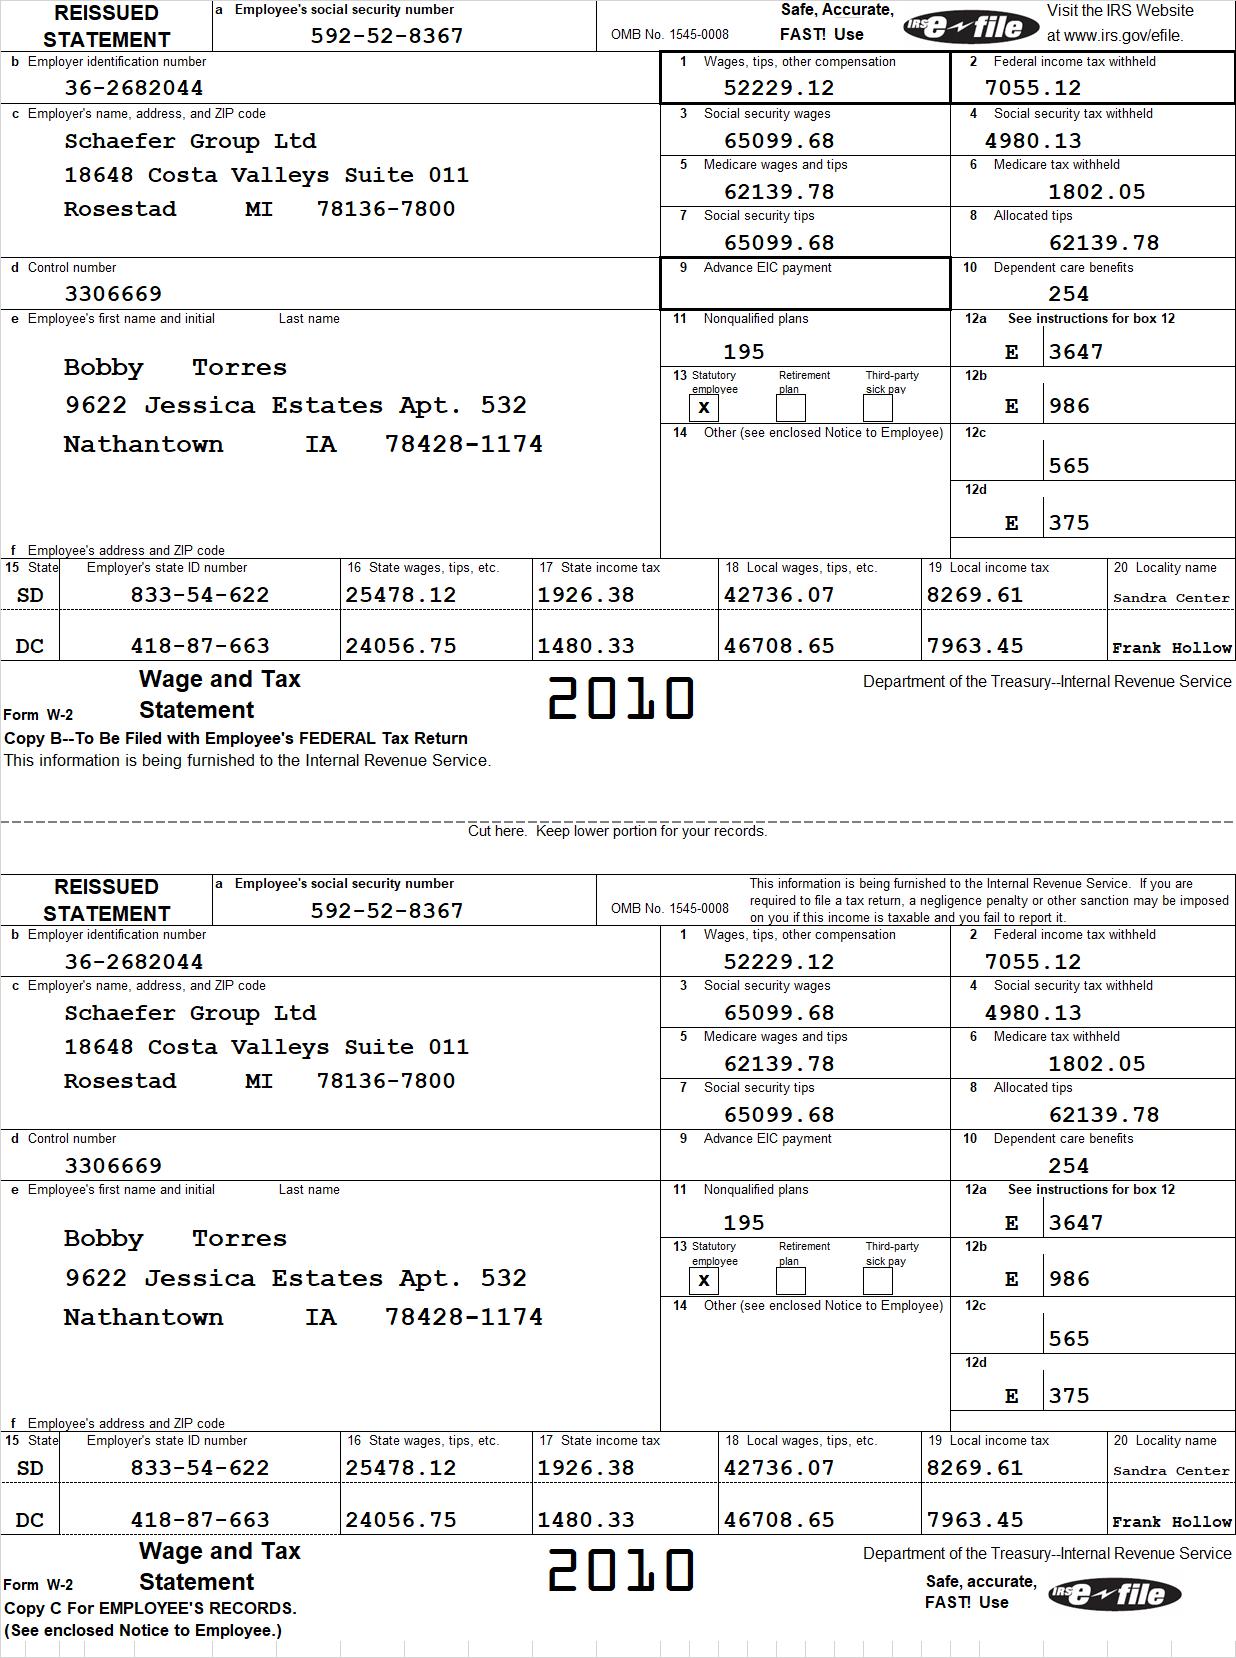 REISSUED STATEMENT
a Employee's social security number
592-52-8367
OMB No. 1545-0008
Safe, Accurate, FAST! Use
IRS e-file
Visit the IRS Website at www.irs.gov/efile.
b Employer identification number
36-2682044
1 Wages, tips, other compensation
52229.12
2 Federal income tax withheld
7055.12
c Employer's name, address, and ZIP code
Schaefer Group Ltd
18648 Costa Valleys Suite 011
Rosestad MI 78136-7800
3 Social security wages
65099.68
4 Social security tax withheld
4980.13
5 Medicare wages and tips
62139.78
6 Medicare tax withheld
1802.05
7 Social security tips
65099.68
8 Allocated tips
62139.78
d Control number
3306669
9 Advance EIC payment
10 Dependent care benefits
254
e Employee's first name and initial Last name
Bobby Torres
9622 Jessica Estates Apt. 532
Nathantown IA 78428-1174
f Employee's address and ZIP code
11 Nonqualified plans
195
12a See instructions for box 12
E 3647
13 Statutory employee Retirement plan Third-party sick pay
X
12b
E 986
14 Other (see enclosed Notice to Employee)
12c
565
12d
E 375
15 State Employer's state ID number 16 State wages, tips, etc. 17 State income tax 18 Local wages, tips, etc. 19 Local income tax 20 Locality name
SD 833-54-622 25478.12 1926.38 42736.07 8269.61 Sandra Center
DC 418-87-663 24056.75 1480.33 46708.65 7963.45 Frank Hollow
Form W-2 Wage and Tax Statement
2010
Department of the Treasury--Internal Revenue Service
Copy B--To Be Filed with Employee's FEDERAL Tax Return
This information is being furnished to the Internal Revenue Service.
Cut here. Keep lower portion for your records.
REISSUED STATEMENT
a Employee's social security number
592-52-8367
OMB No. 1545-0008
This information is being furnished to the Internal Revenue Service. If you are
required to file a tax return, a negligence penalty or other sanction may be imposed
on you if this income is taxable and you fail to report it.
b Employer identification number
36-2682044
1 Wages, tips, other compensation
52229.12
2 Federal income tax withheld
7055.12
c Employer's name, address, and ZIP code
Schaefer Group Ltd
18648 Costa Valleys Suite 011
Rosestad MI 78136-7800
3 Social security wages
65099.68
4 Social security tax withheld
4980.13
5 Medicare wages and tips
62139.78
6 Medicare tax withheld
1802.05
7 Social security tips
65099.68
8 Allocated tips
62139.78
d Control number
3306669
9 Advance EIC payment
10 Dependent care benefits
254
e Employee's first name and initial Last name
Bobby Torres
9622 Jessica Estates Apt. 532
Nathantown IA 78428-1174
f Employee's address and ZIP code
11 Nonqualified plans
195
12a See instructions for box 12
E 3647
13 Statutory employee Retirement plan Third-party sick pay
X
12b
E 986
14 Other (see enclosed Notice to Employee)
12c
565
12d
E 375
15 State Employer's state ID number 16 State wages, tips, etc. 17 State income tax 18 Local wages, tips, etc. 19 Local income tax 20 Locality name
SD 833-54-622 25478.12 1926.38 42736.07 8269.61 Sandra Center
DC 418-87-663 24056.75 1480.33 46708.65 7963.45 Frank Hollow
Form W-2 Wage and Tax Statement
2010
Department of the Treasury--Internal Revenue Service
Safe, accurate, FAST! Use
IRS e-file
Copy C For EMPLOYEE'S RECORDS.
(See enclosed Notice to Employee.)